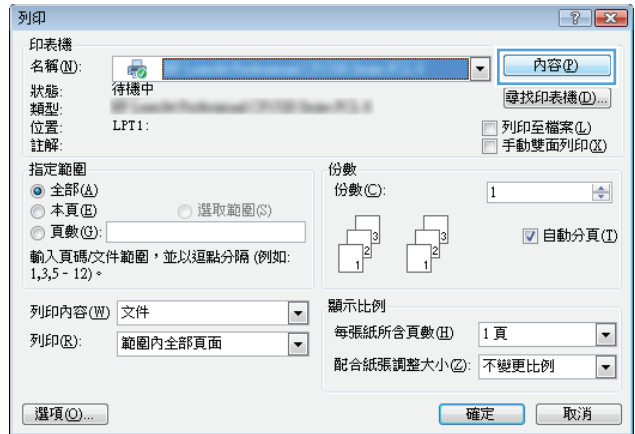 列印
印表機
名稱(N):
內容(P)
狀態: 待機中
尋找印表機(D)...
類型:
位置: LPT1:
列印至檔案(L)
註解:
手動雙面列印(X)
指定範圍
全部(A)
本頁(E) 選取範圍(S)
頁數(G):
輸入頁碼/文件範圍，並以逗點分隔 (例如:
1,3,5 - 12)。
份數
份數(C): 1
3 3
2 2
1 1
自動分頁(T)
列印內容(W) 文件
列印(R): 範圍內全部頁面
顯示比例
每張紙所含頁數(H) 1 頁
配合紙張調整大小(Z): 不變更比例
選項(O)...
確定
取消